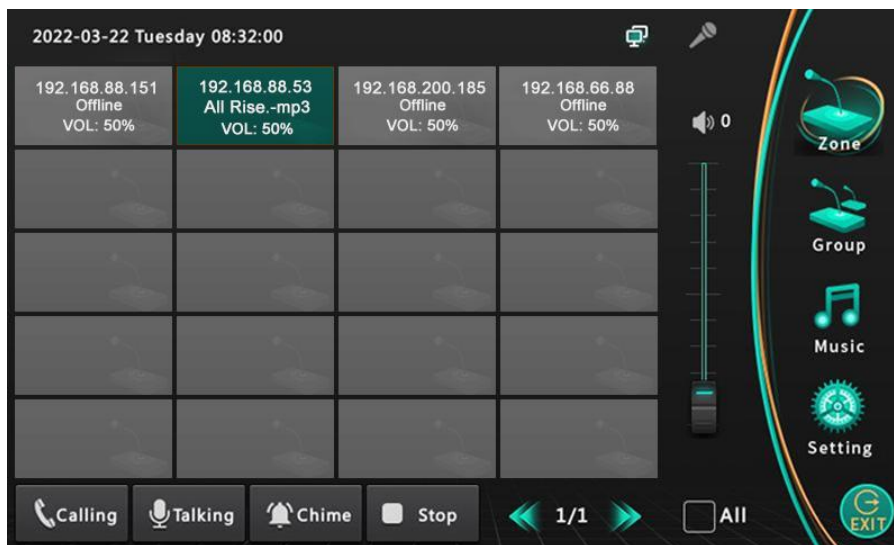 2022-03-22 Tuesday 08:32:00
192.168.88.151
Offline
VOL: 50%
192.168.88.53
All Rise.-mp3
VOL: 50%
192.168.200.185
Offline
VOL: 50%
192.168.66.88
Offline
VOL: 50%
0
Zone
Group
Music
Setting
Calling
Talking
Chime
Stop
1/1
All
EXIT